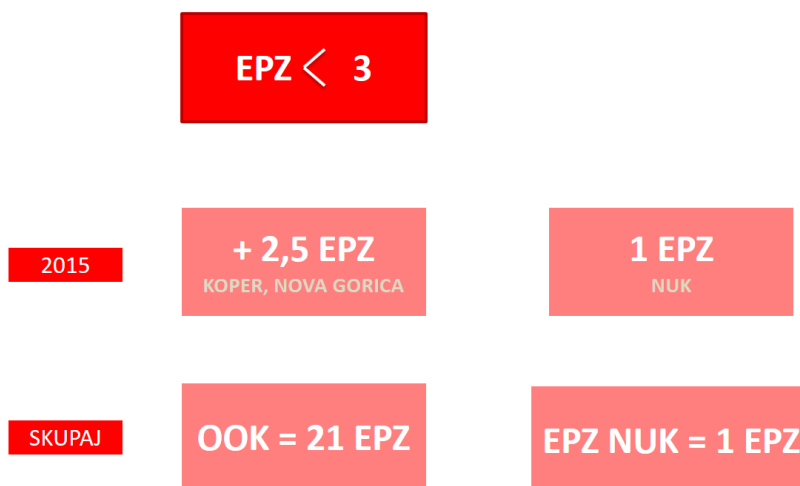 EPZ < 3
2015
+ 2,5 EPZ
KOPER, NOVA GORICA
1 EPZ
NUK
SKUPAJ
OOK = 21 EPZ
EPZ NUK = 1 EPZ